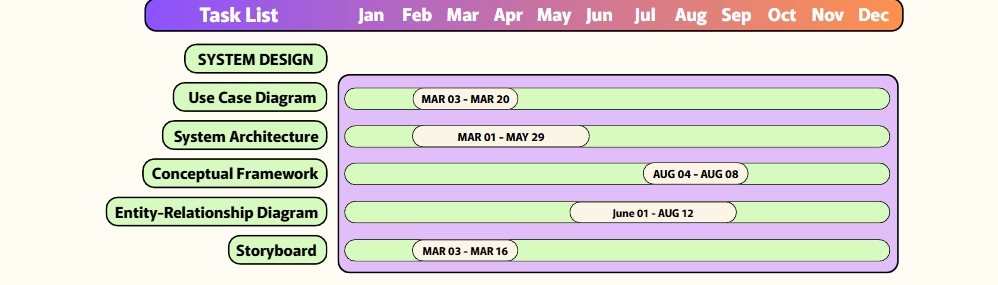 Task List Jan Feb Mar Apr May Jun Jul Aug Sep Oct Nov Dec
SYSTEM DESIGN
Use Case Diagram MAR 03 - MAR 20
System Architecture MAR 01 - MAY 29
Conceptual Framework AUG 04 - AUG 08
Entity-Relationship Diagram June 01 - AUG 12
Storyboard MAR 03 - MAR 16